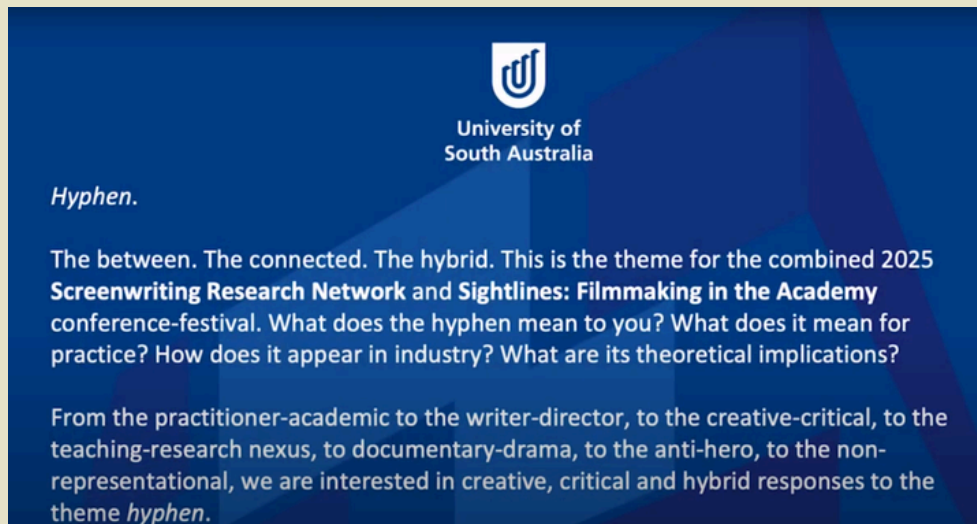 University of
South Australia
Hyphen.
The between. The connected. The hybrid. This is the theme for the combined 2025
Screenwriting Research Network and Sightlines: Filmmaking in the Academy
conference-festival. What does the hyphen mean to you? What does it mean for
practice? How does it appear in industry? What are its theoretical implications?
From the practitioner-academic to the writer-director, to the creative-critical, to the
teaching-research nexus, to documentary-drama, to the anti-hero, to the non-
representational, we are interested in creative, critical and hybrid responses to the
theme hyphen.